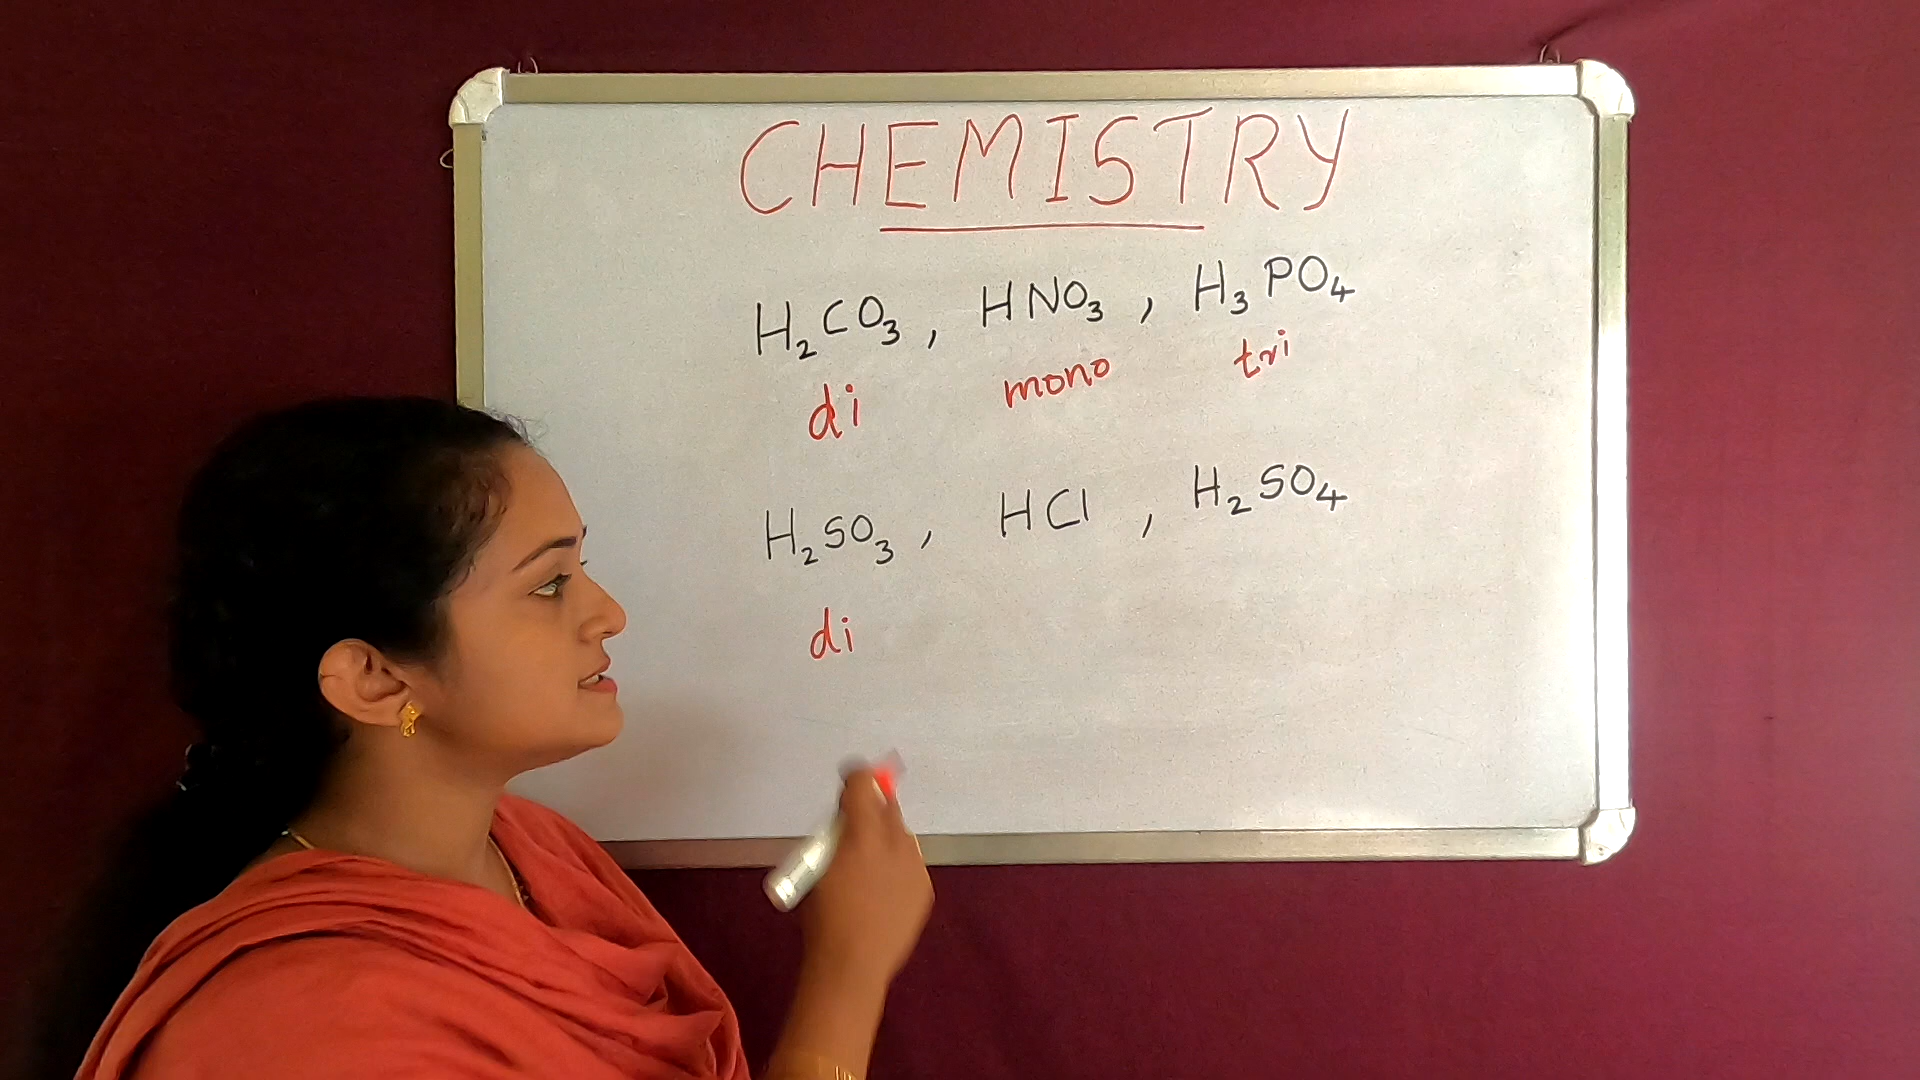 CHEMISTRY
H₂CO₃, HNO₃, H₃PO₄
di mono tri
H₂SO₃, HCl, H₂SO₄
di